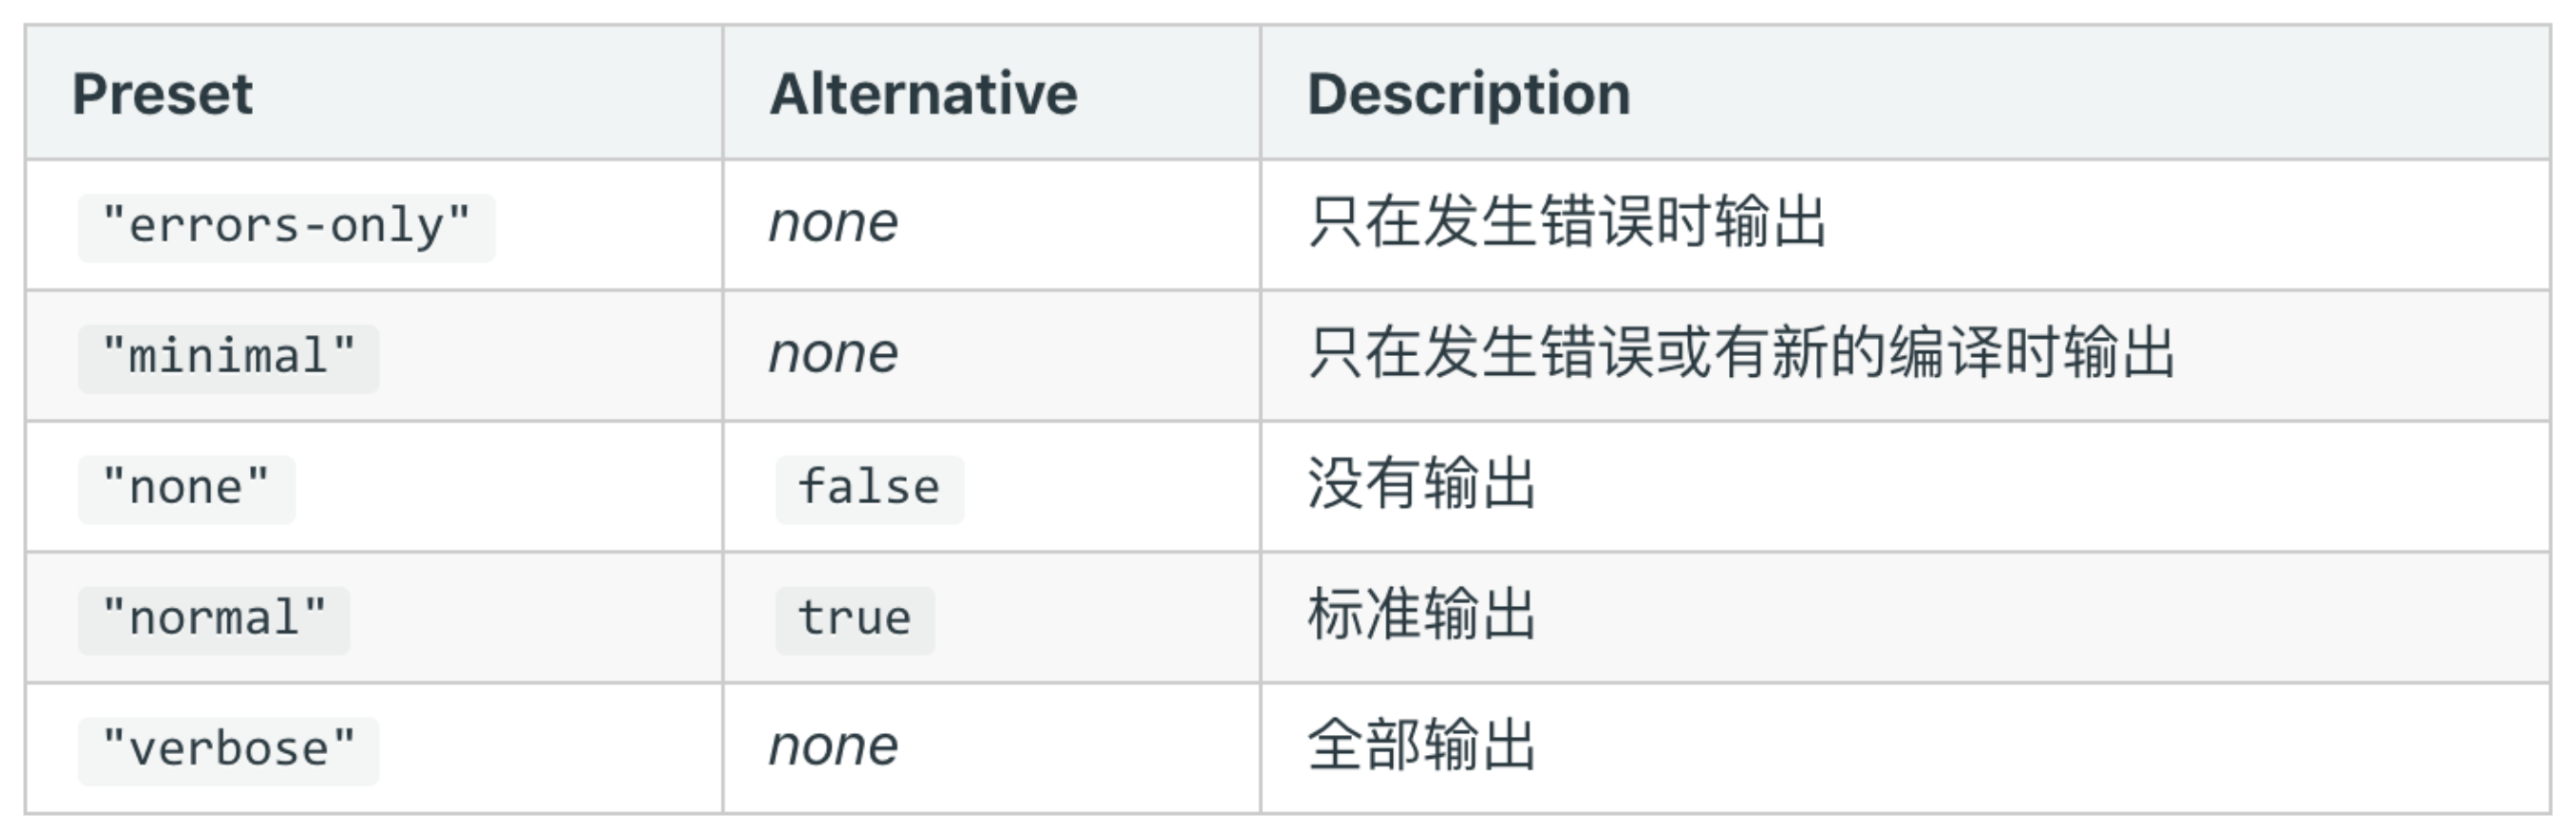 Preset Alternative Description
"errors-only" none 只在发生错误时输出
"minimal" none 只在发生错误或有新的编译时输出
"none" false 没有输出
"normal" true 标准输出
"verbose" none 全部输出